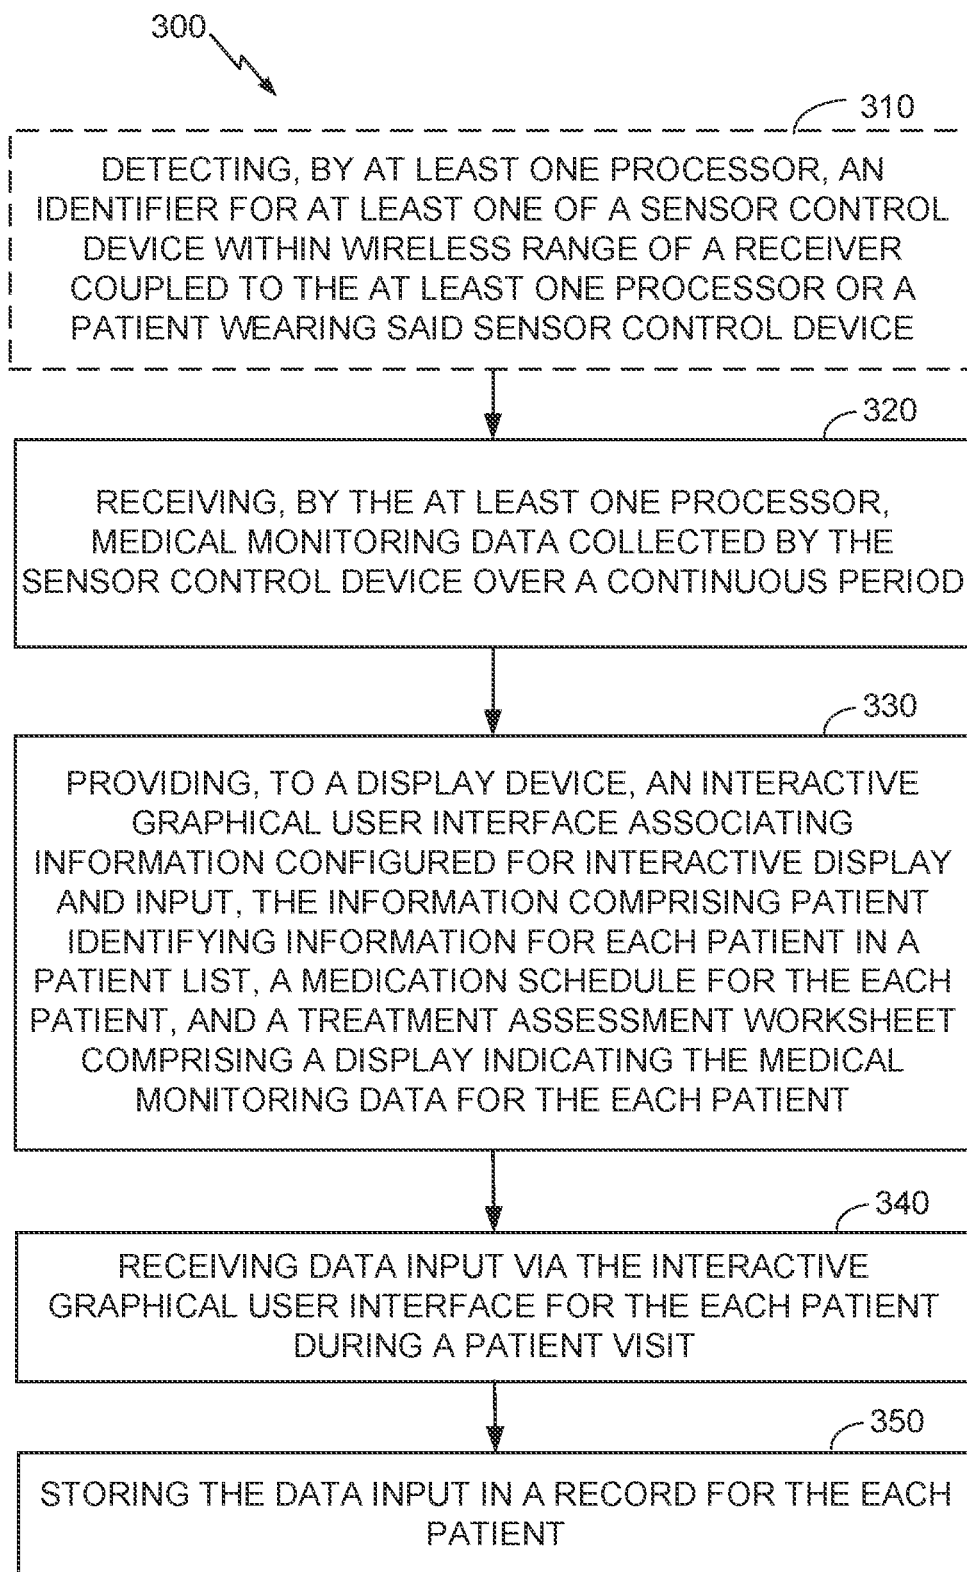 300
310
DETECTING, BY AT LEAST ONE PROCESSOR, AN
IDENTIFIER FOR AT LEAST ONE OF A SENSOR CONTROL
DEVICE WITHIN WIRELESS RANGE OF A RECEIVER
COUPLED TO THE AT LEAST ONE PROCESSOR OR A
PATIENT WEARING SAID SENSOR CONTROL DEVICE
320
RECEIVING, BY THE AT LEAST ONE PROCESSOR,
MEDICAL MONITORING DATA COLLECTED BY THE
SENSOR CONTROL DEVICE OVER A CONTINUOUS PERIOD
330
PROVIDING, TO A DISPLAY DEVICE, AN INTERACTIVE
GRAPHICAL USER INTERFACE ASSOCIATING
INFORMATION CONFIGURED FOR INTERACTIVE DISPLAY
AND INPUT, THE INFORMATION COMPRISING PATIENT
IDENTIFYING INFORMATION FOR EACH PATIENT IN A
PATIENT LIST, A MEDICATION SCHEDULE FOR THE EACH
PATIENT, AND A TREATMENT ASSESSMENT WORKSHEET
COMPRISING A DISPLAY INDICATING THE MEDICAL
MONITORING DATA FOR THE EACH PATIENT
340
RECEIVING DATA INPUT VIA THE INTERACTIVE
GRAPHICAL USER INTERFACE FOR THE EACH PATIENT
DURING A PATIENT VISIT
350
STORING THE DATA INPUT IN A RECORD FOR THE EACH
PATIENT